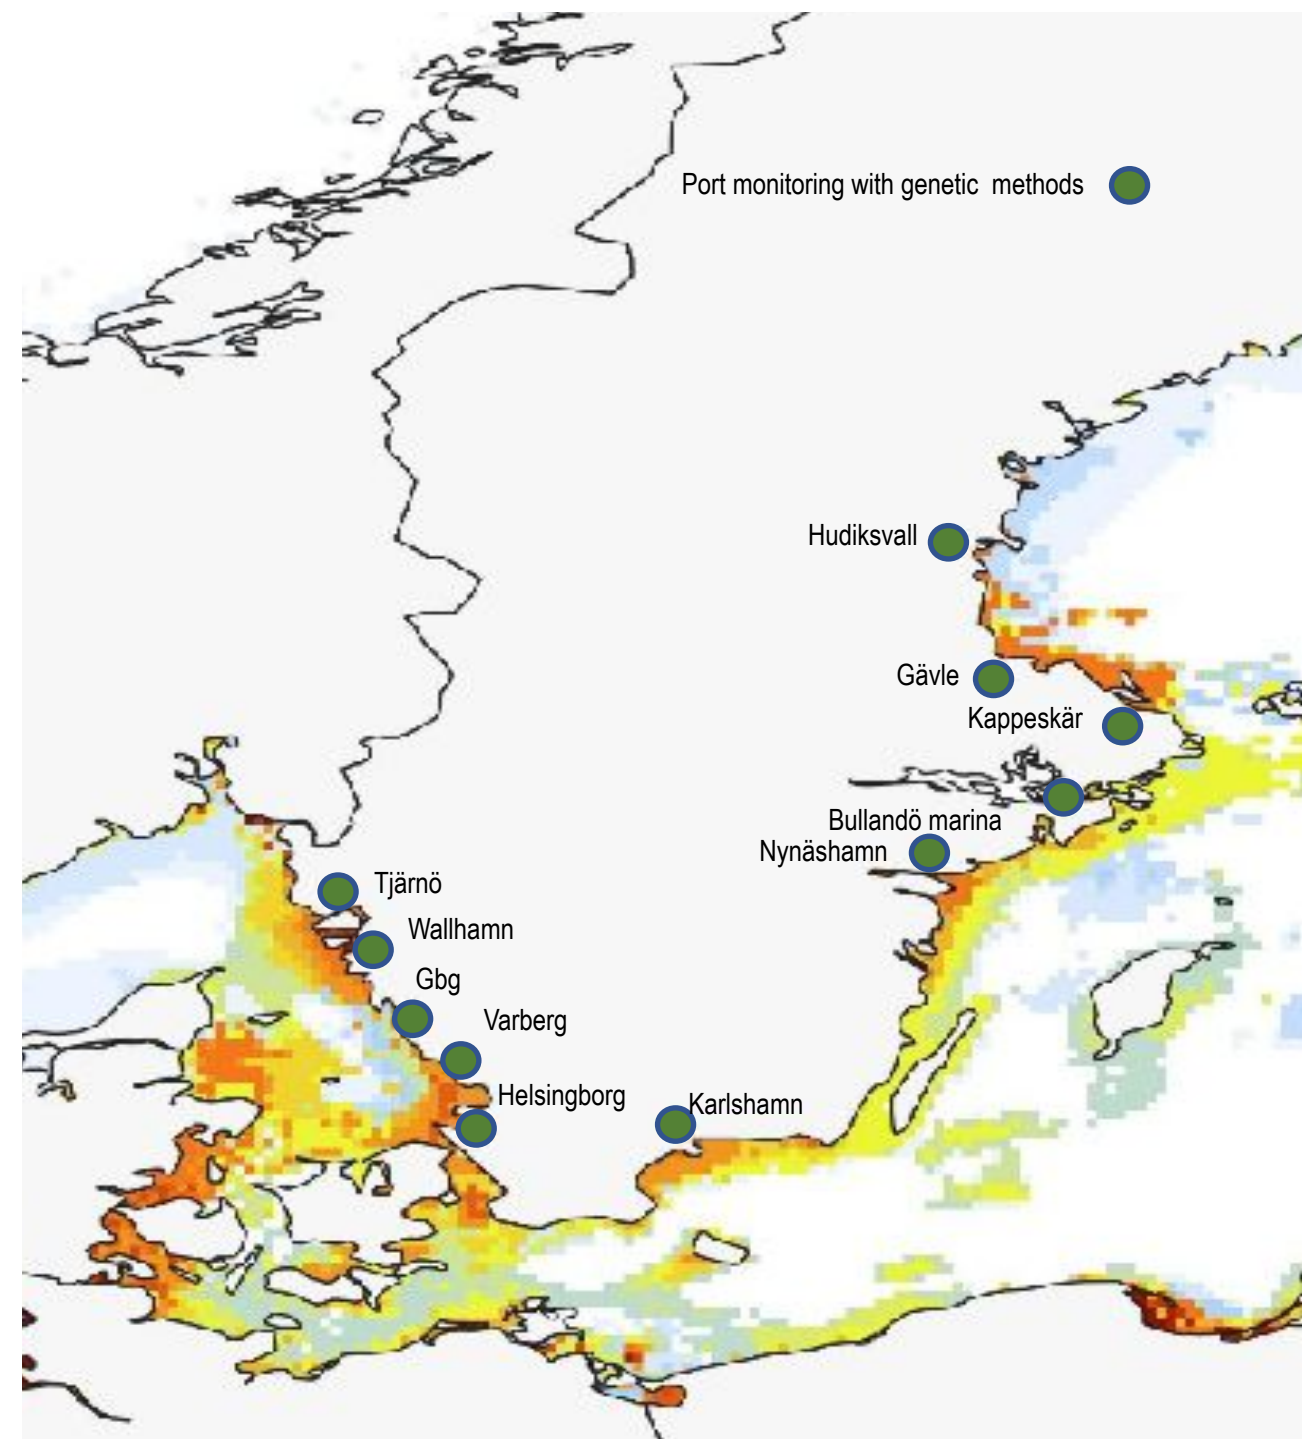 Port monitoring with genetic methods
Hudiksvall
Gävle
Kappeskär
Bullandö marina
Nynäshamn
Tjärnö
Wallhamn
Gbg
Varberg
Helsingborg
Karlshamn